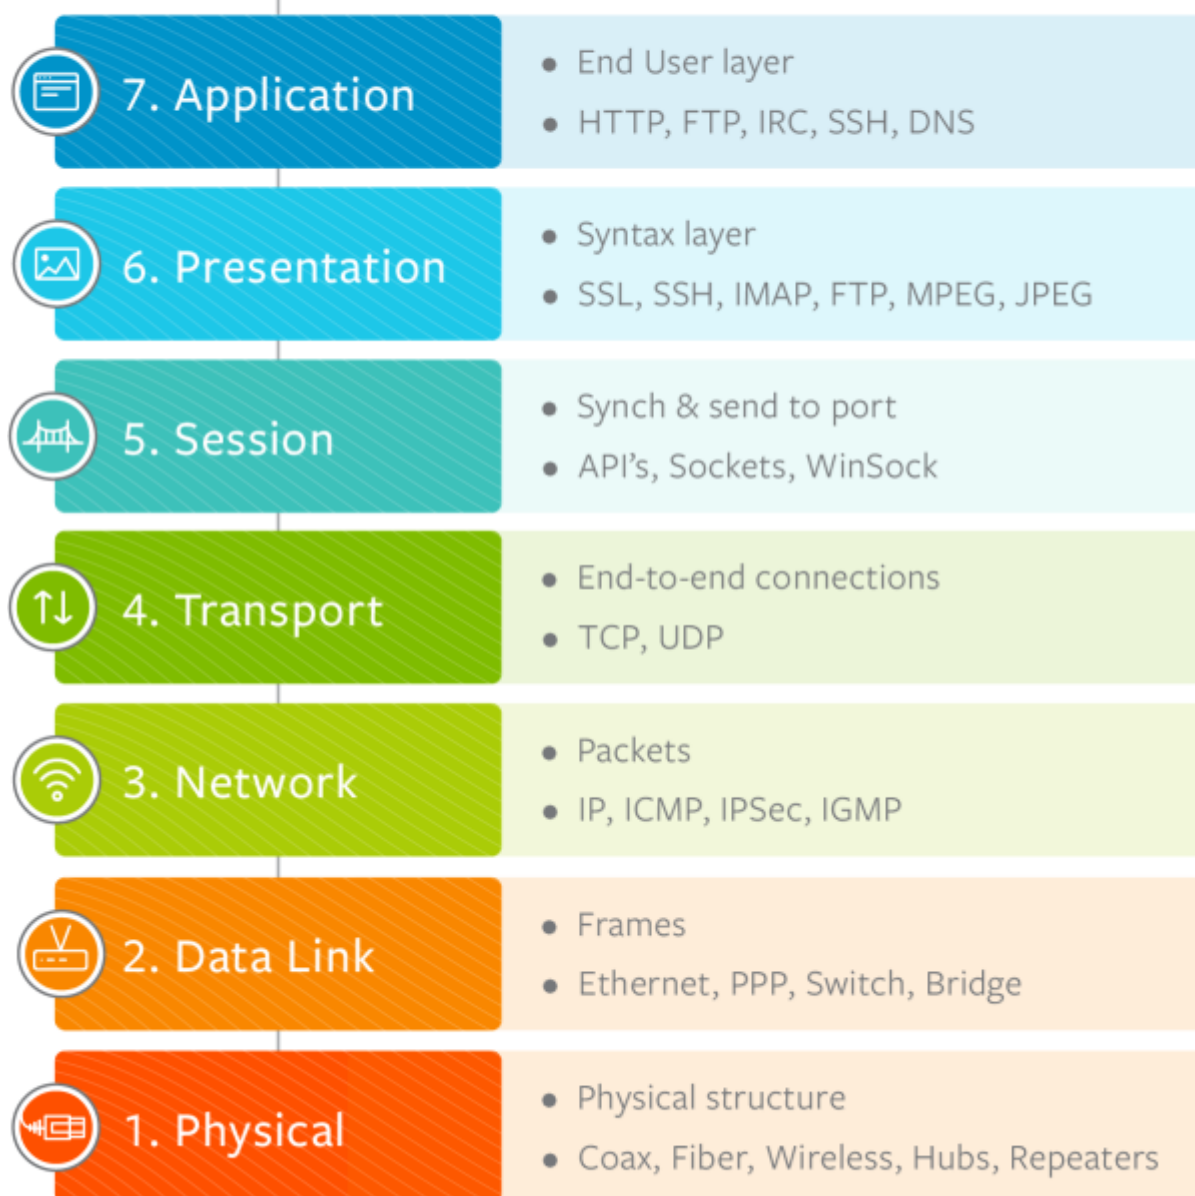 7. Application
• End User layer
• HTTP, FTP, IRC, SSH, DNS
6. Presentation
• Syntax layer
• SSL, SSH, IMAP, FTP, MPEG, JPEG
5. Session
• Synch & send to port
• API’s, Sockets, WinSock
4. Transport
• End-to-end connections
• TCP, UDP
3. Network
• Packets
• IP, ICMP, IPSec, IGMP
2. Data Link
• Frames
• Ethernet, PPP, Switch, Bridge
1. Physical
• Physical structure
• Coax, Fiber, Wireless, Hubs, Repeaters